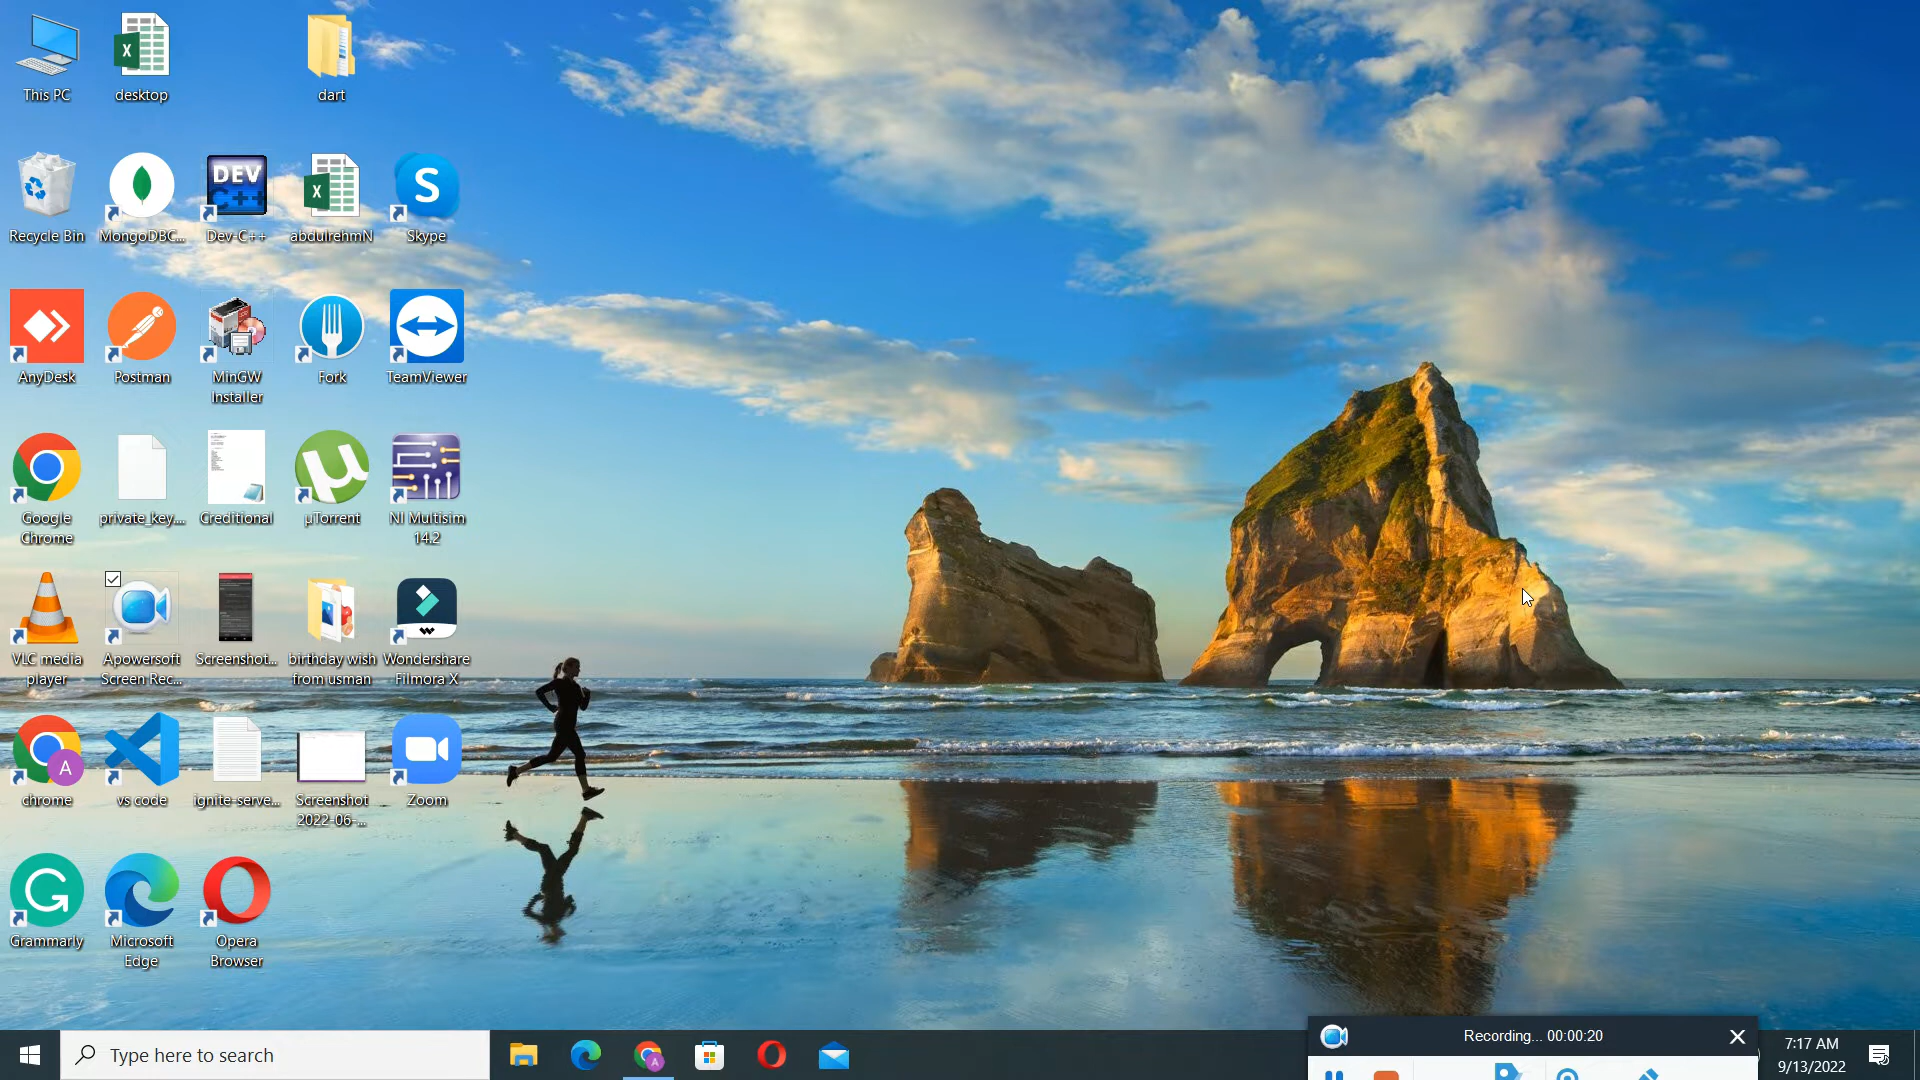 This PC
desktop
dart
Recycle Bin
MongoDBC...
DEV
C++
Dev-C++
abdulrehmN
S
Skype
AnyDesk
Postman
MinGW
Installer
Fork
TeamViewer
Google
Chrome
private_key....
Creditional
µTorrent
NI Multisim
14.2
VLC media
player
Apowersoft
Screen Rec...
Screenshot...
birthday wish
from usman
Wondershare
Filmora X
A
chrome
vs code
ignite-serve...
Screenshot
2022-06-...
Zoom
Grammarly
Microsoft
Edge
Opera
Browser
Type here to search
A
Recording... 00:00:20
7:17 AM
9/13/2022